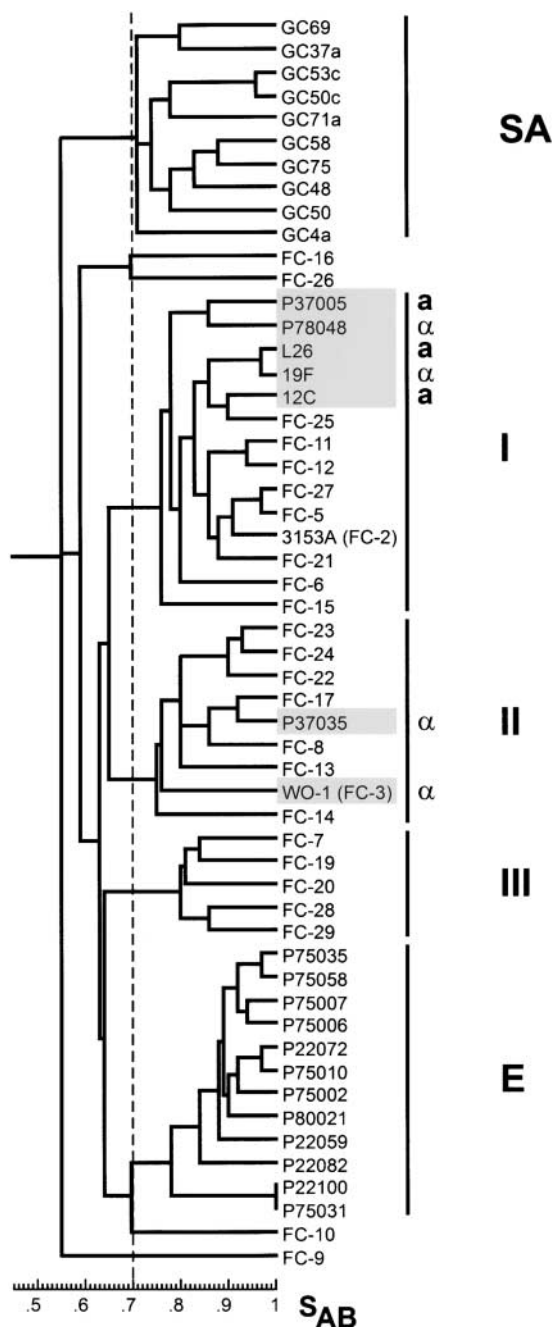 GC69
GC37a
GC53c
GC50c
GC71a
GC58
GC75
GC48
GC50
GC4a
SA
FC-16
FC-26
P37005 a
P78048 α
L26 a
19F α
12C a
FC-25
FC-11
FC-12
I
FC-27
FC-5
3153A (FC-2)
FC-21
FC-6
FC-15
FC-23
FC-24
FC-22
FC-17
P37035 α
II
FC-8
FC-13
WO-1 (FC-3) α
FC-14
FC-7
FC-19
FC-20
III
FC-28
FC-29
P75035
P75058
P75007
P75006
P22072
P75010
P75002
E
P80021
P22059
P22082
P22100
P75031
FC-10
FC-9
.5 .6 .7 .8 .9 1 SAB